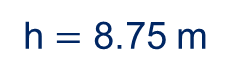 h = 8.75 m